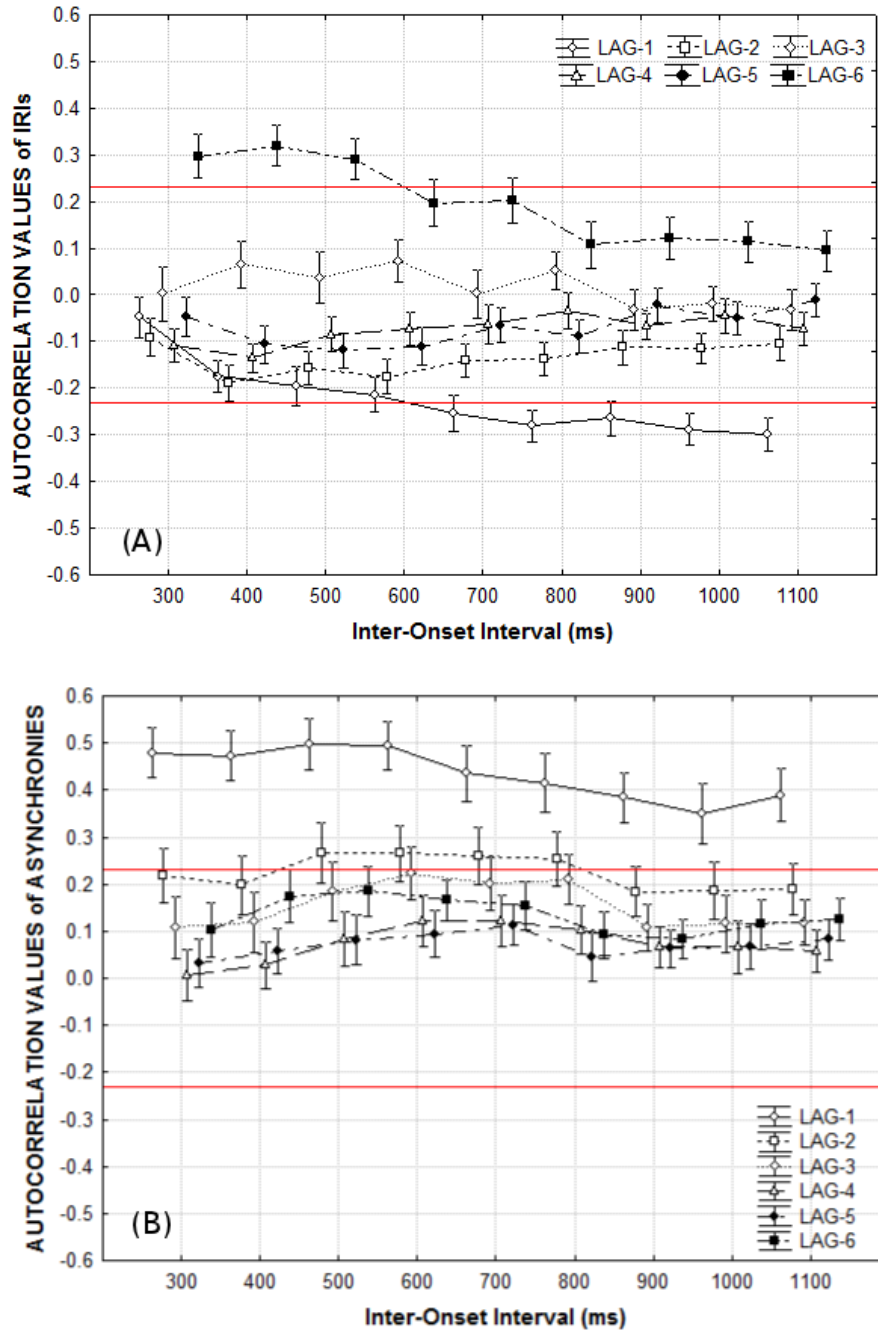 AUTOCORRELATION VALUES of IRIs
0.6
0.5
0.4
0.3
0.2
0.1
0.0
-0.1
-0.2
-0.3
-0.4
-0.5
-0.6
LAG-1 LAG-2 LAG-3
LAG-4 LAG-5 LAG-6
(A)
300 400 500 600 700 800 900 1000 1100
Inter-Onset Interval (ms)
AUTOCORRELATION VALUES of ASYNCHRONIES
0.6
0.5
0.4
0.3
0.2
0.1
0.0
-0.1
-0.2
-0.3
-0.4
-0.5
-0.6
LAG-1
LAG-2
LAG-3
LAG-4
LAG-5
LAG-6
(B)
300 400 500 600 700 800 900 1000 1100
Inter-Onset Interval (ms)